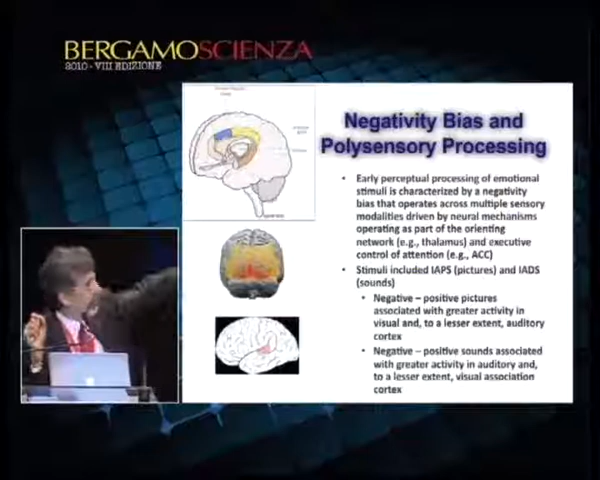 BERGAMOSCIENZA
2010 - VIII EDIZIONE
Negativity Bias and
Polysensory Processing
• Early perceptual processing of emotional
stimuli is characterized by a negativity
bias that operates across multiple sensory
modalities driven by neural mechanisms
operating as part of the orienting
network (e.g., thalamus) and executive
control of attention (e.g., ACC)
• Stimuli included IAPS (pictures) and IADS
(sounds)
• Negative – positive pictures
associated with greater activity in
visual and, to a lesser extent, auditory
cortex
• Negative – positive sounds associated
with greater activity in auditory and,
to a lesser extent, visual association
cortex